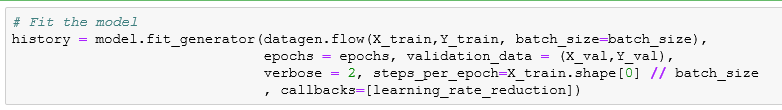 # Fit the model
history = model.fit_generator(datagen.flow(X_train,Y_train, batch_size=batch_size),
epochs = epochs, validation_data = (X_val,Y_val),
verbose = 2, steps_per_epoch=X_train.shape[0] // batch_size
, callbacks=[learning_rate_reduction])